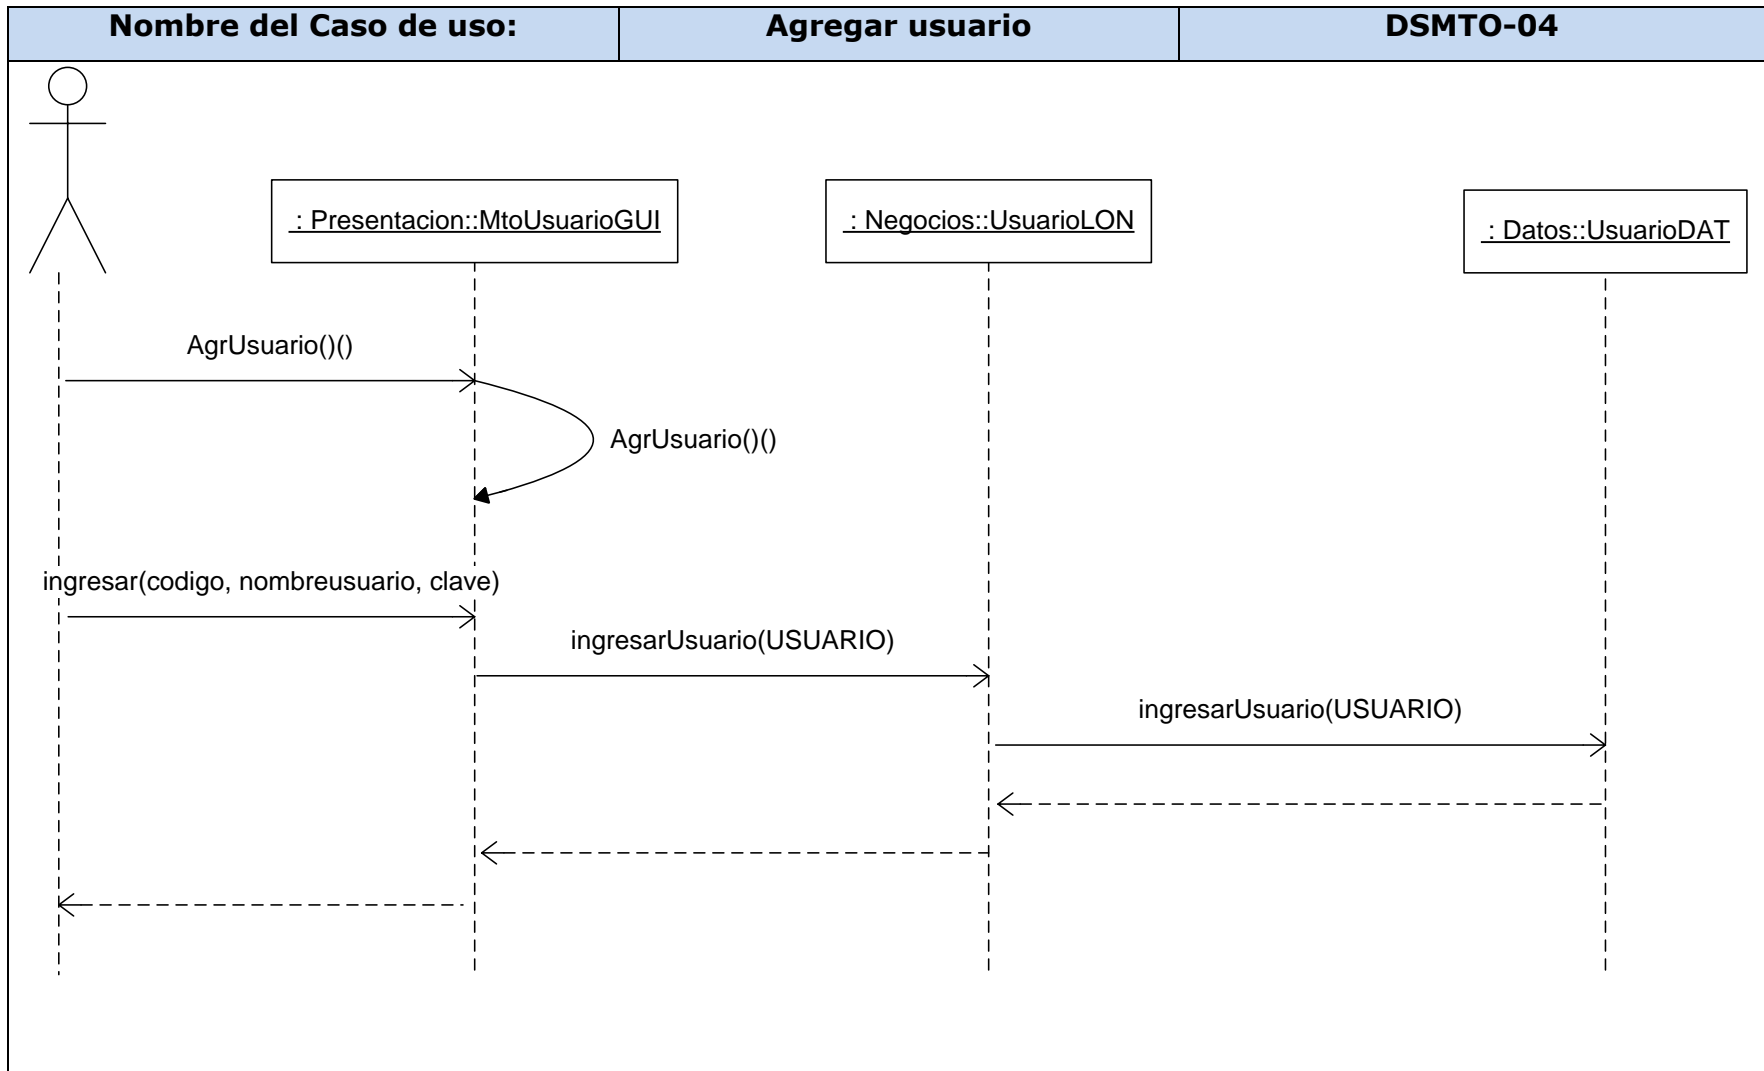 Nombre del Caso de uso: Agregar usuario DSMTO-04
: Presentacion::MtoUsuarioGUI : Negocios::UsuarioLON : Datos::UsuarioDAT
AgrUsuario()()
AgrUsuario()()
ingresar(codigo, nombreusuario, clave)
ingresarUsuario(USUARIO)
ingresarUsuario(USUARIO)